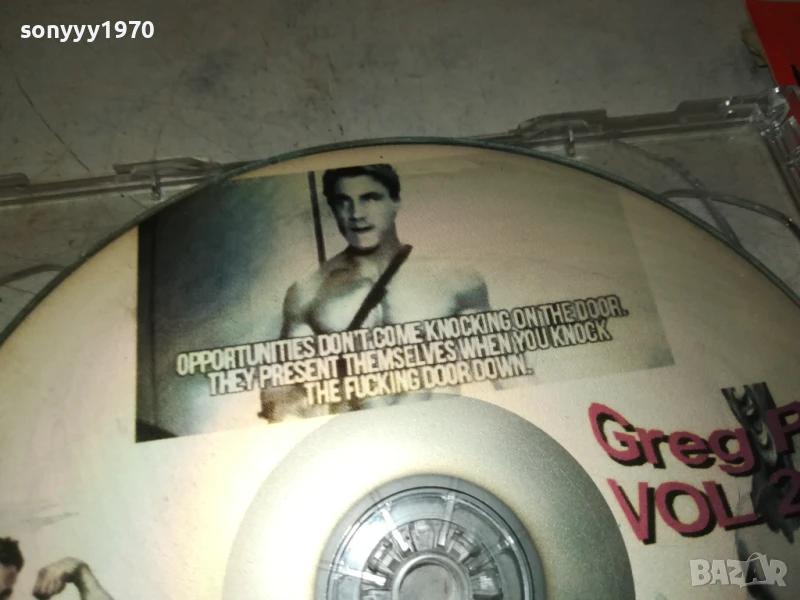 sonyyy1970
OPPORTUNITIES DON'T COME KNOCKING ON THE DOOR.
THEY PRESENT THEMSELVES WHEN YOU KNOCK
THE FUCKING DOOR DOWN.
Greg P
VOL 2
BAZAR